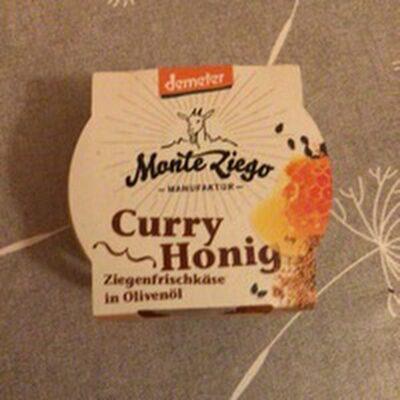 demeter
Monte Ziego
MANUFAKTUR
Curry
Honig
Ziegenfrischkäse
in Olivenöl